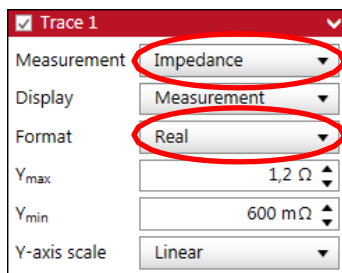 Trace 1
Measurement Impedance
Display Measurement
Format Real
Ymax 1,2 Ω
Ymin 600 mΩ
Y-axis scale Linear